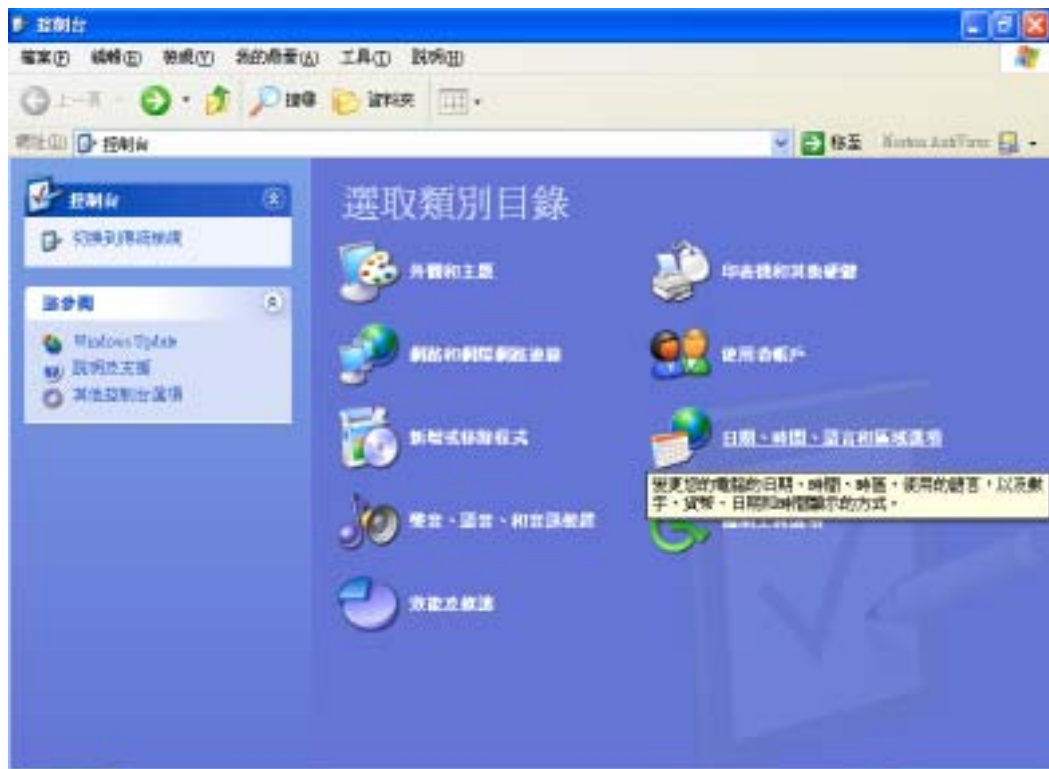 控制台
檔案(F) 編輯(E) 檢視(V) 我的最愛(A) 工具(T) 說明(H)
上一頁 搜尋 資料夾
網址(D) 控制台 移至 Norton AntiVirus
控制台
切換到傳統檢視
請參閱
Windows Update
說明及支援
其他控制台選項
選取類別目錄
外觀和主題
印表機和其他硬體
網路和網際網路連線
使用者帳戶
新增或移除程式
日期、時間、語言和區域選項
變更您的電腦的日期、時間、時區、使用的語言,以及數
字、貨幣、日期和時間顯示的方式。
聲音、語音、和音訊裝置
效能及維護